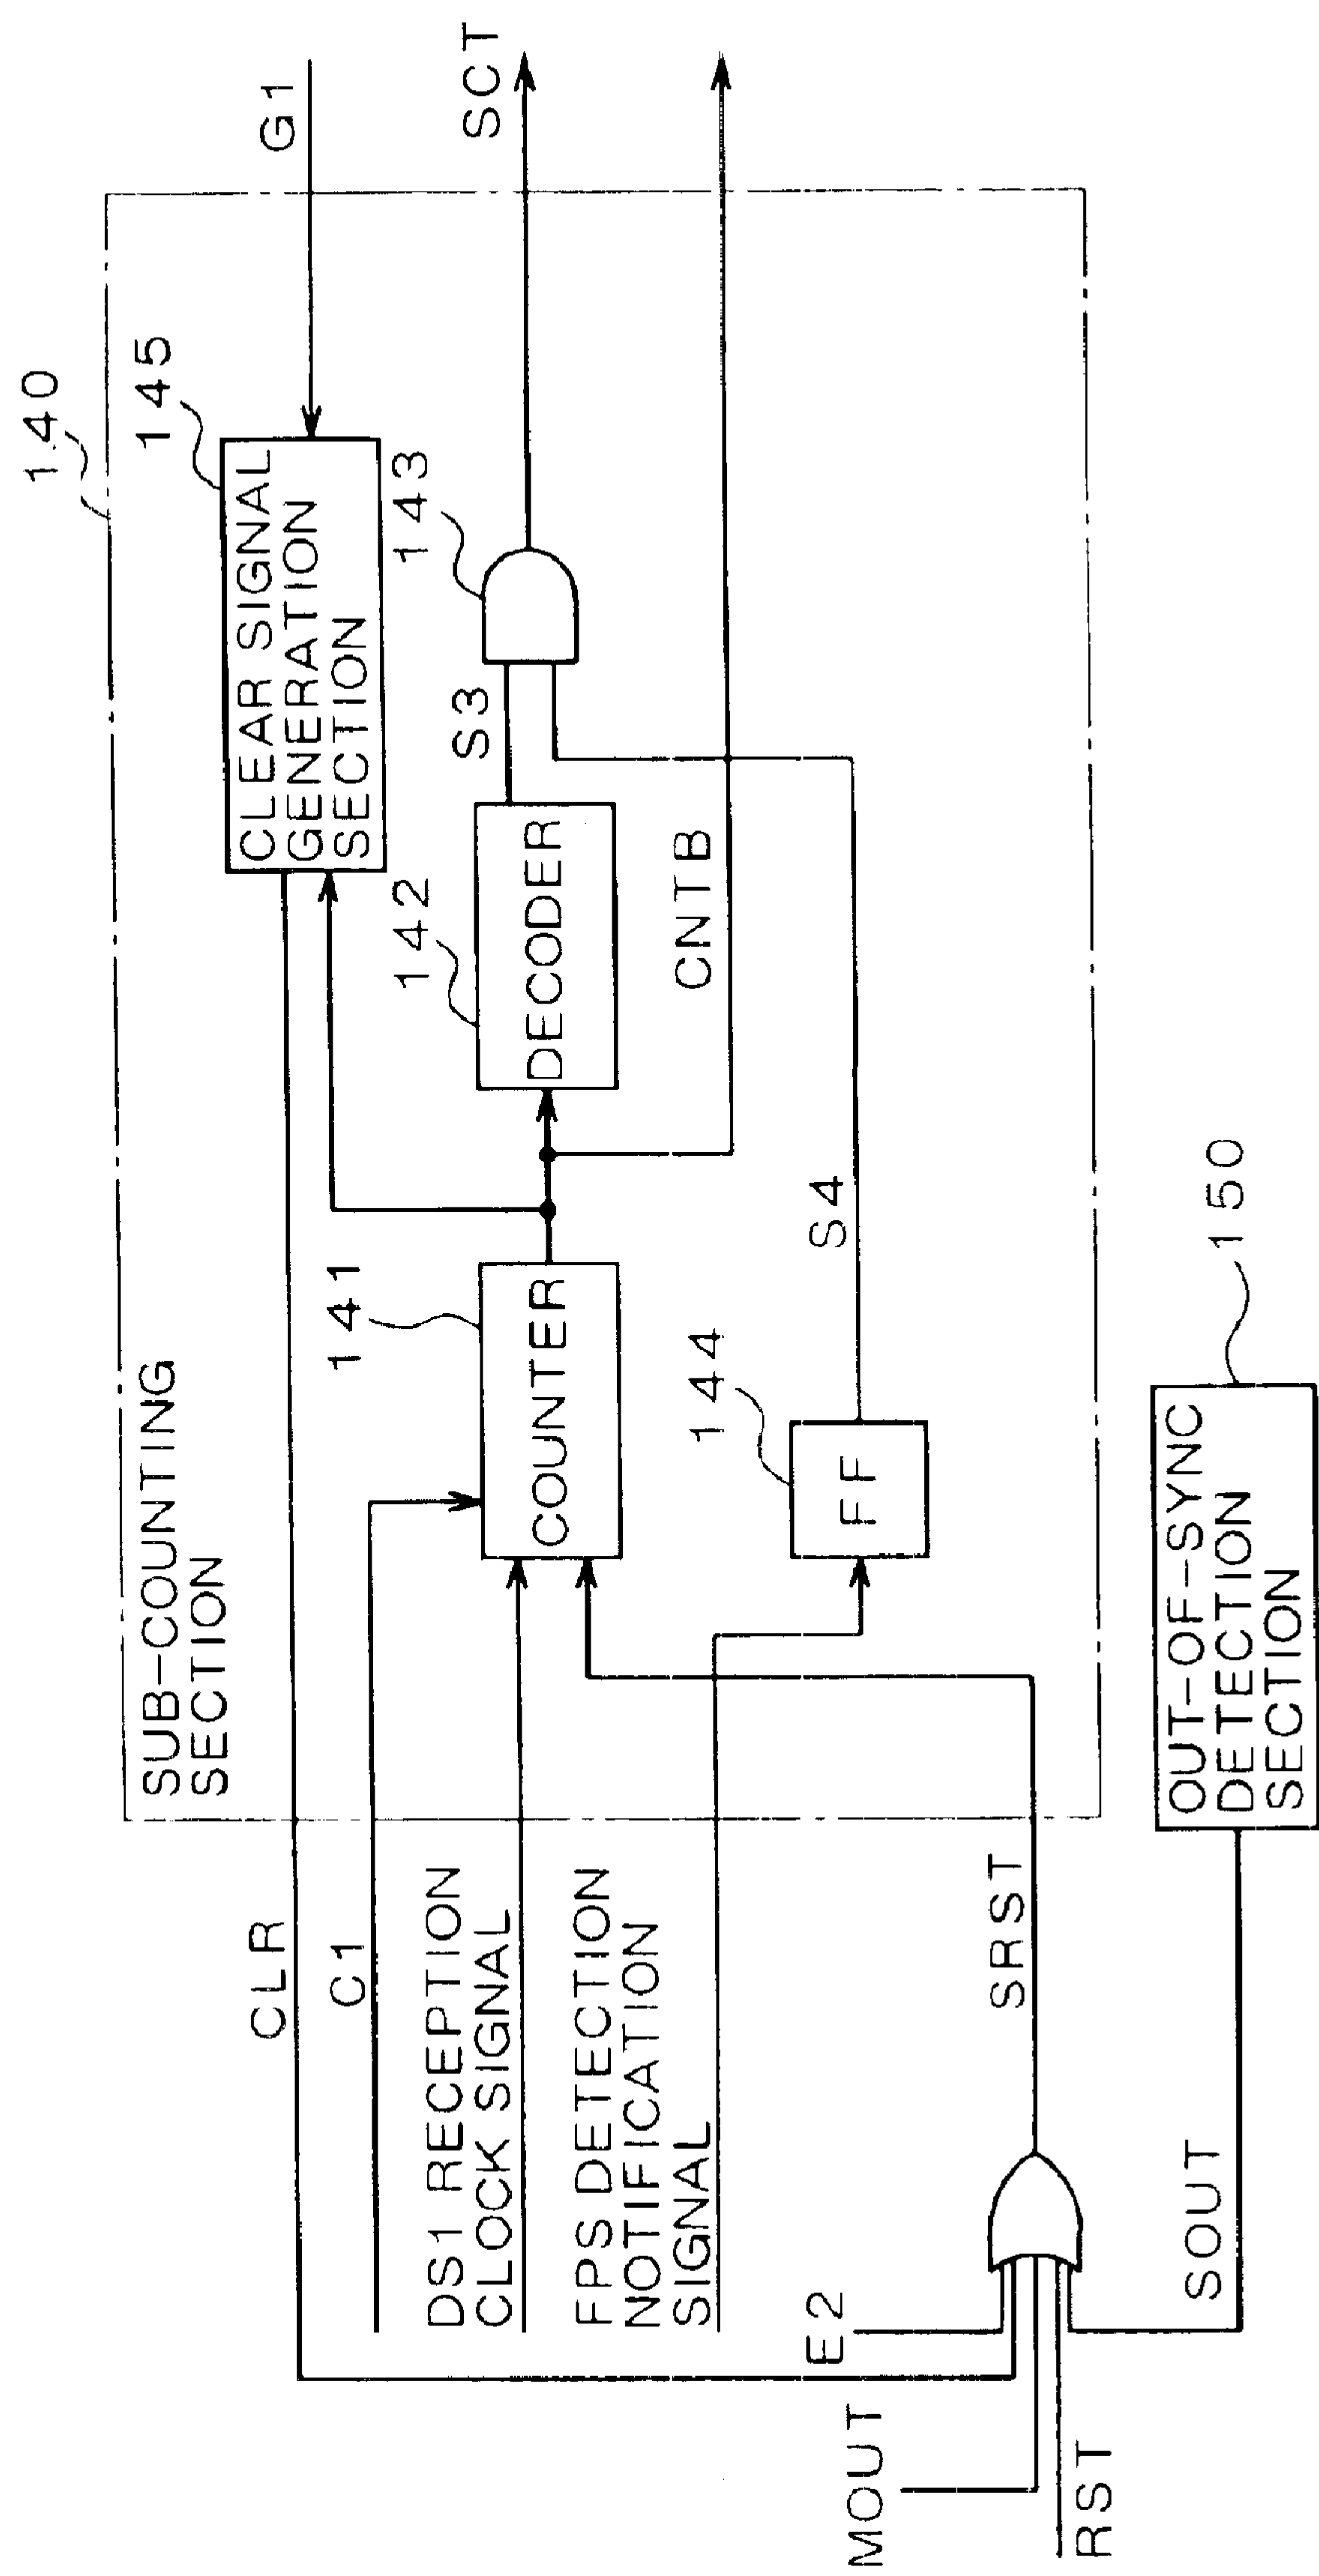 140
SUB-COUNTING
SECTION
145
CLEAR SIGNAL
GENERATION
SECTION
G1
CLR
C1
141
COUNTER
142
DECODER
S3
143
SCT
DS1 RECEPTION
CLOCK SIGNAL
CNTB
FPS DETECTION
NOTIFICATION
SIGNAL
144
FF
S4
E2
MOUT
RST
SRST
SOUT
OUT-OF-SYNC
DETECTION
SECTION
150